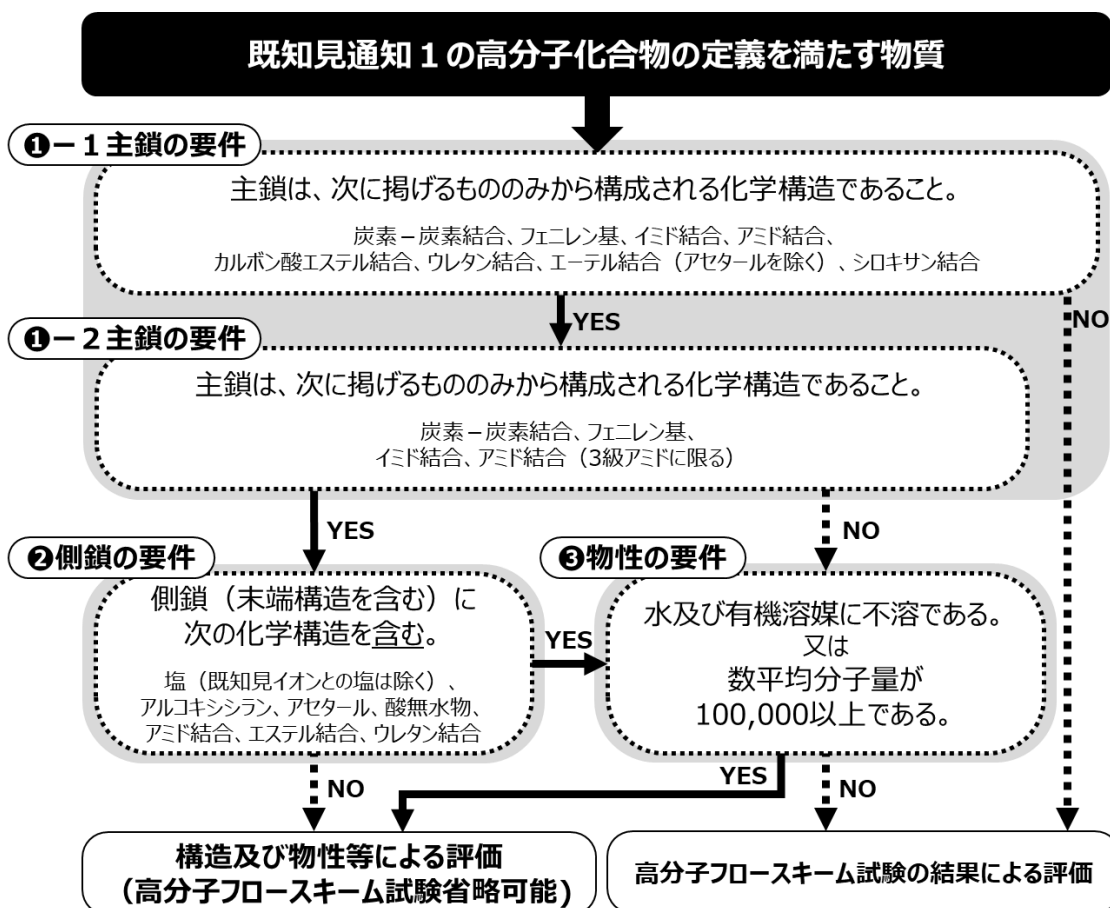 既知見通知１の高分子化合物の定義を満たす物質
❶－１主鎖の要件
主鎖は、次に掲げるもののみから構成される化学構造であること。
炭素－炭素結合、フェニレン基、イミド結合、アミド結合、
カルボン酸エステル結合、ウレタン結合、エーテル結合（アセタールを除く）、シロキサン結合
YES
NO
❶－２主鎖の要件
主鎖は、次に掲げるもののみから構成される化学構造であること。
炭素－炭素結合、フェニレン基、
イミド結合、アミド結合（3級アミドに限る）
YES
NO
❷側鎖の要件
側鎖（末端構造を含む）に
次の化学構造を含む。
塩（既知見イオンとの塩は除く）、
アルコキシシラン、アセタール、酸無水物、
アミド結合、エステル結合、ウレタン結合
YES
❸物性の要件
水及び有機溶媒に不溶である。
又は
数平均分子量が
100,000以上である。
NO
YES
NO
構造及び物性等による評価
（高分子フロースキーム試験省略可能)
高分子フロースキーム試験の結果による評価